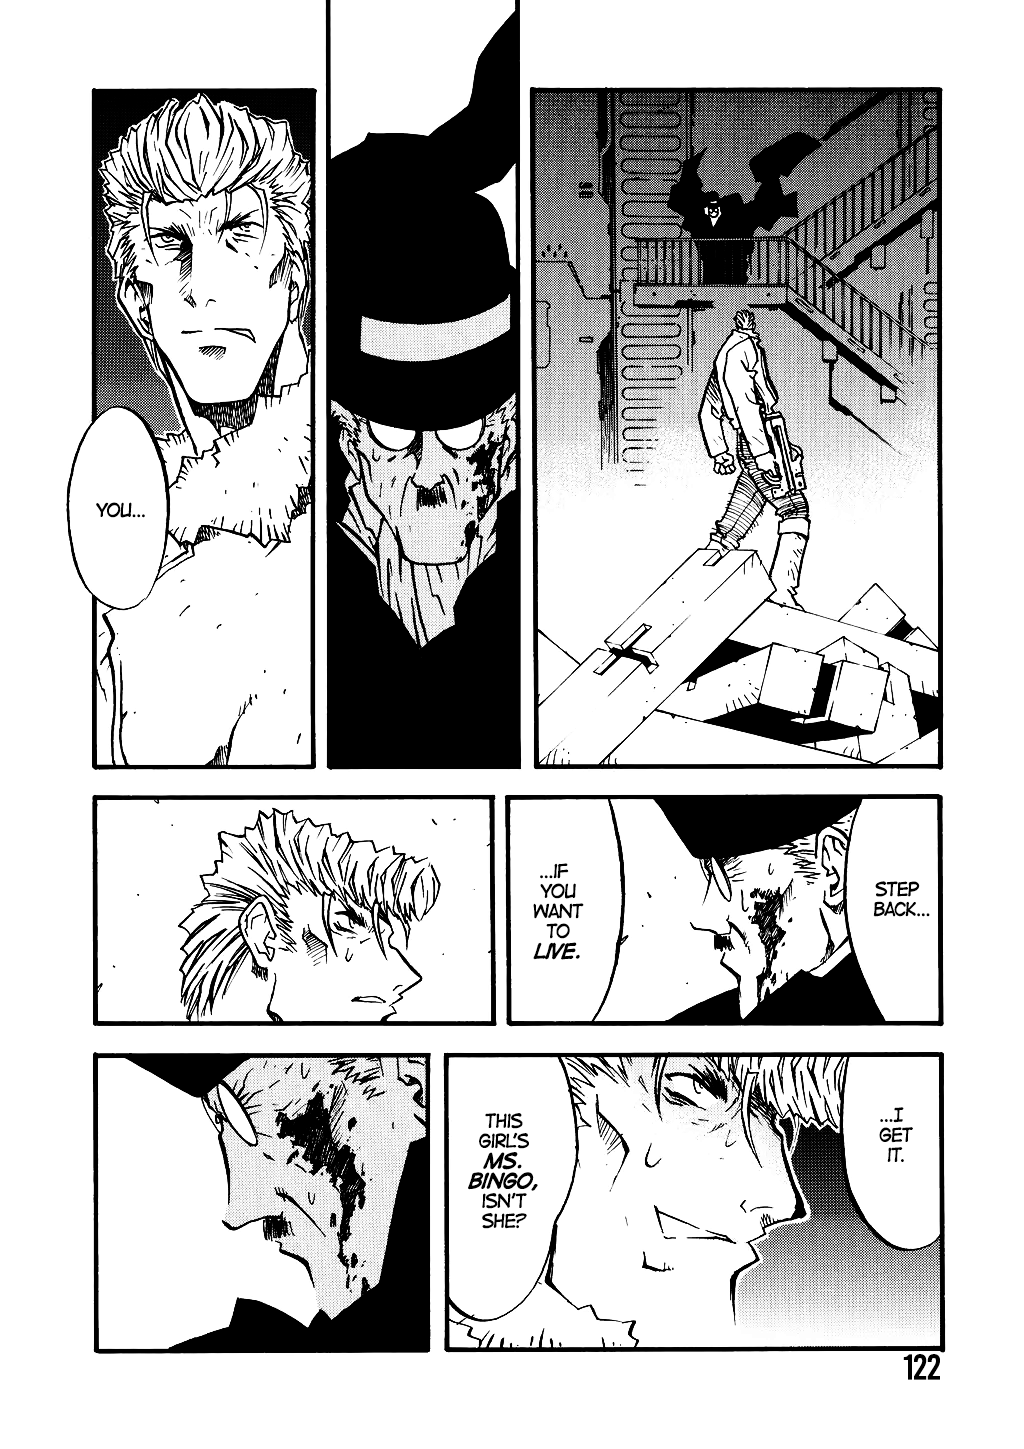 YOU...
STEP
BACK...
...IF
YOU
WANT
TO
LIVE.
...I
GET
IT.
THIS
GIRL'S
MS.
BINGO,
ISN'T
SHE?
122